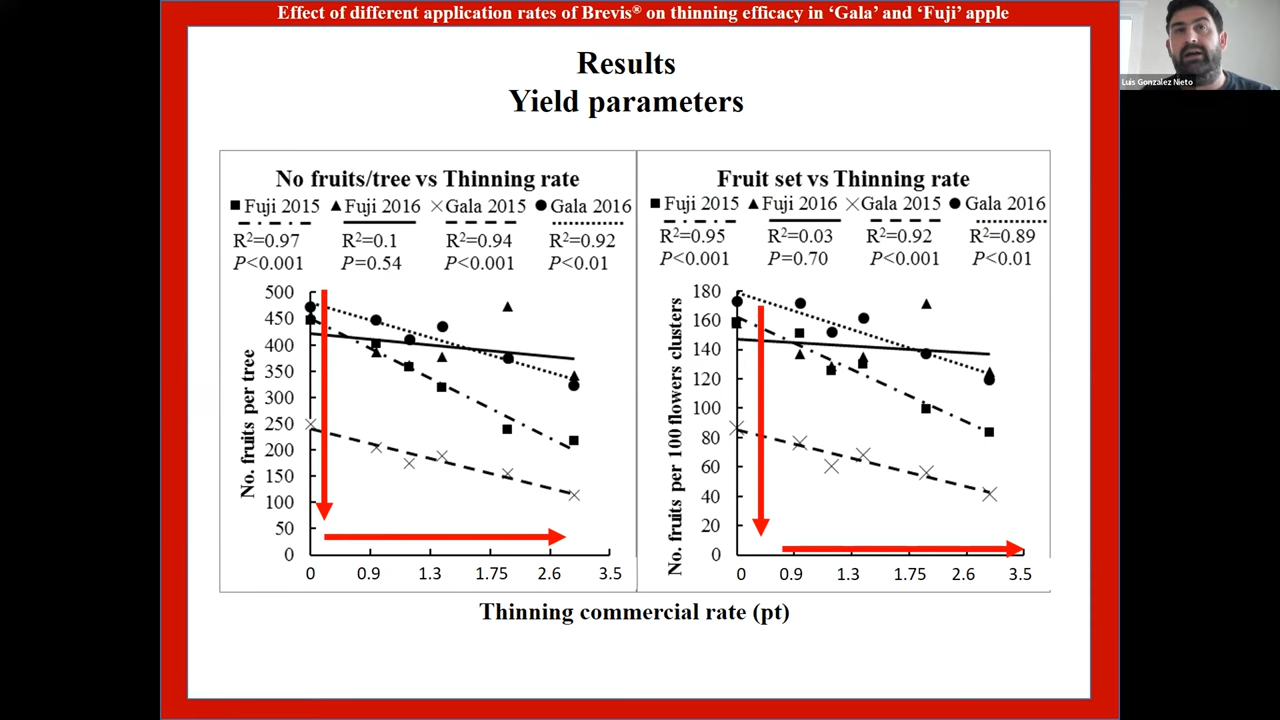 Effect of different application rates of Brevis® on thinning efficacy in ‘Gala’ and ‘Fuji’ apple
Luis Gonzalez Nieto
Results
Yield parameters
No fruits/tree vs Thinning rate
Fuji 2015 Fuji 2016 Gala 2015 Gala 2016
R²=0.97 R²=0.1 R²=0.94 R²=0.92
P<0.001 P=0.54 P<0.001 P<0.01
No. fruits per tree
500
450
400
350
300
250
200
150
100
50
0
0 0.9 1.3 1.75 2.6 3.5
Fruit set vs Thinning rate
Fuji 2015 Fuji 2016 Gala 2015 Gala 2016
R²=0.95 R²=0.03 R²=0.92 R²=0.89
P<0.001 P=0.70 P<0.001 P<0.01
No. fruits per 100 flowers clusters
180
160
140
120
100
80
60
40
20
0
0 0.9 1.3 1.75 2.6 3.5
Thinning commercial rate (pt)